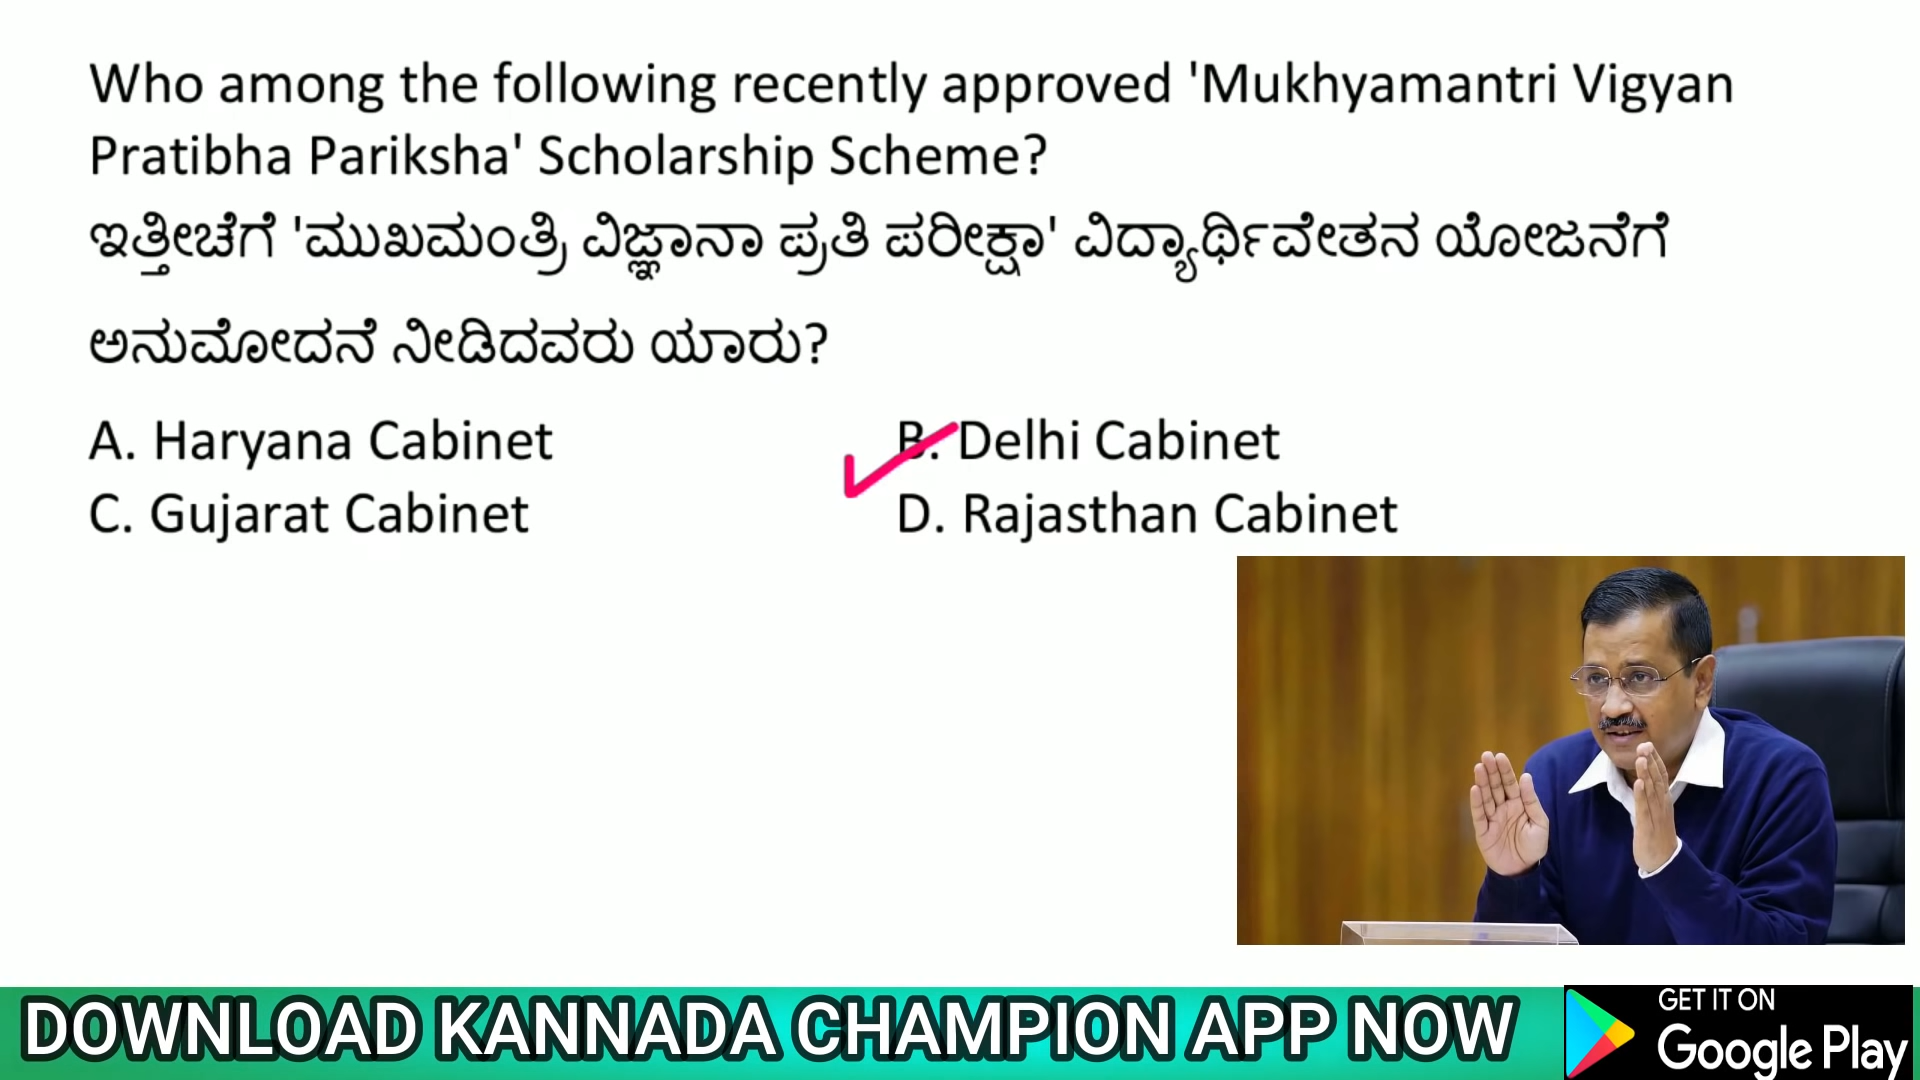 Who among the following recently approved 'Mukhyamantri Vigyan
Pratibha Pariksha' Scholarship Scheme?
ಇತ್ತೀಚೆಗೆ 'ಮುಖಮಂತ್ರಿ ವಿಜ್ಞಾನಾ ಪ್ರತಿ ಪರೀಕ್ಷಾ' ವಿದ್ಯಾರ್ಥಿವೇತನ ಯೋಜನೆಗೆ
ಅನುಮೋದನೆ ನೀಡಿದವರು ಯಾರು?
A. Haryana Cabinet B. Delhi Cabinet
C. Gujarat Cabinet D. Rajasthan Cabinet
DOWNLOAD KANNADA CHAMPION APP NOW
GET IT ON
Google Play